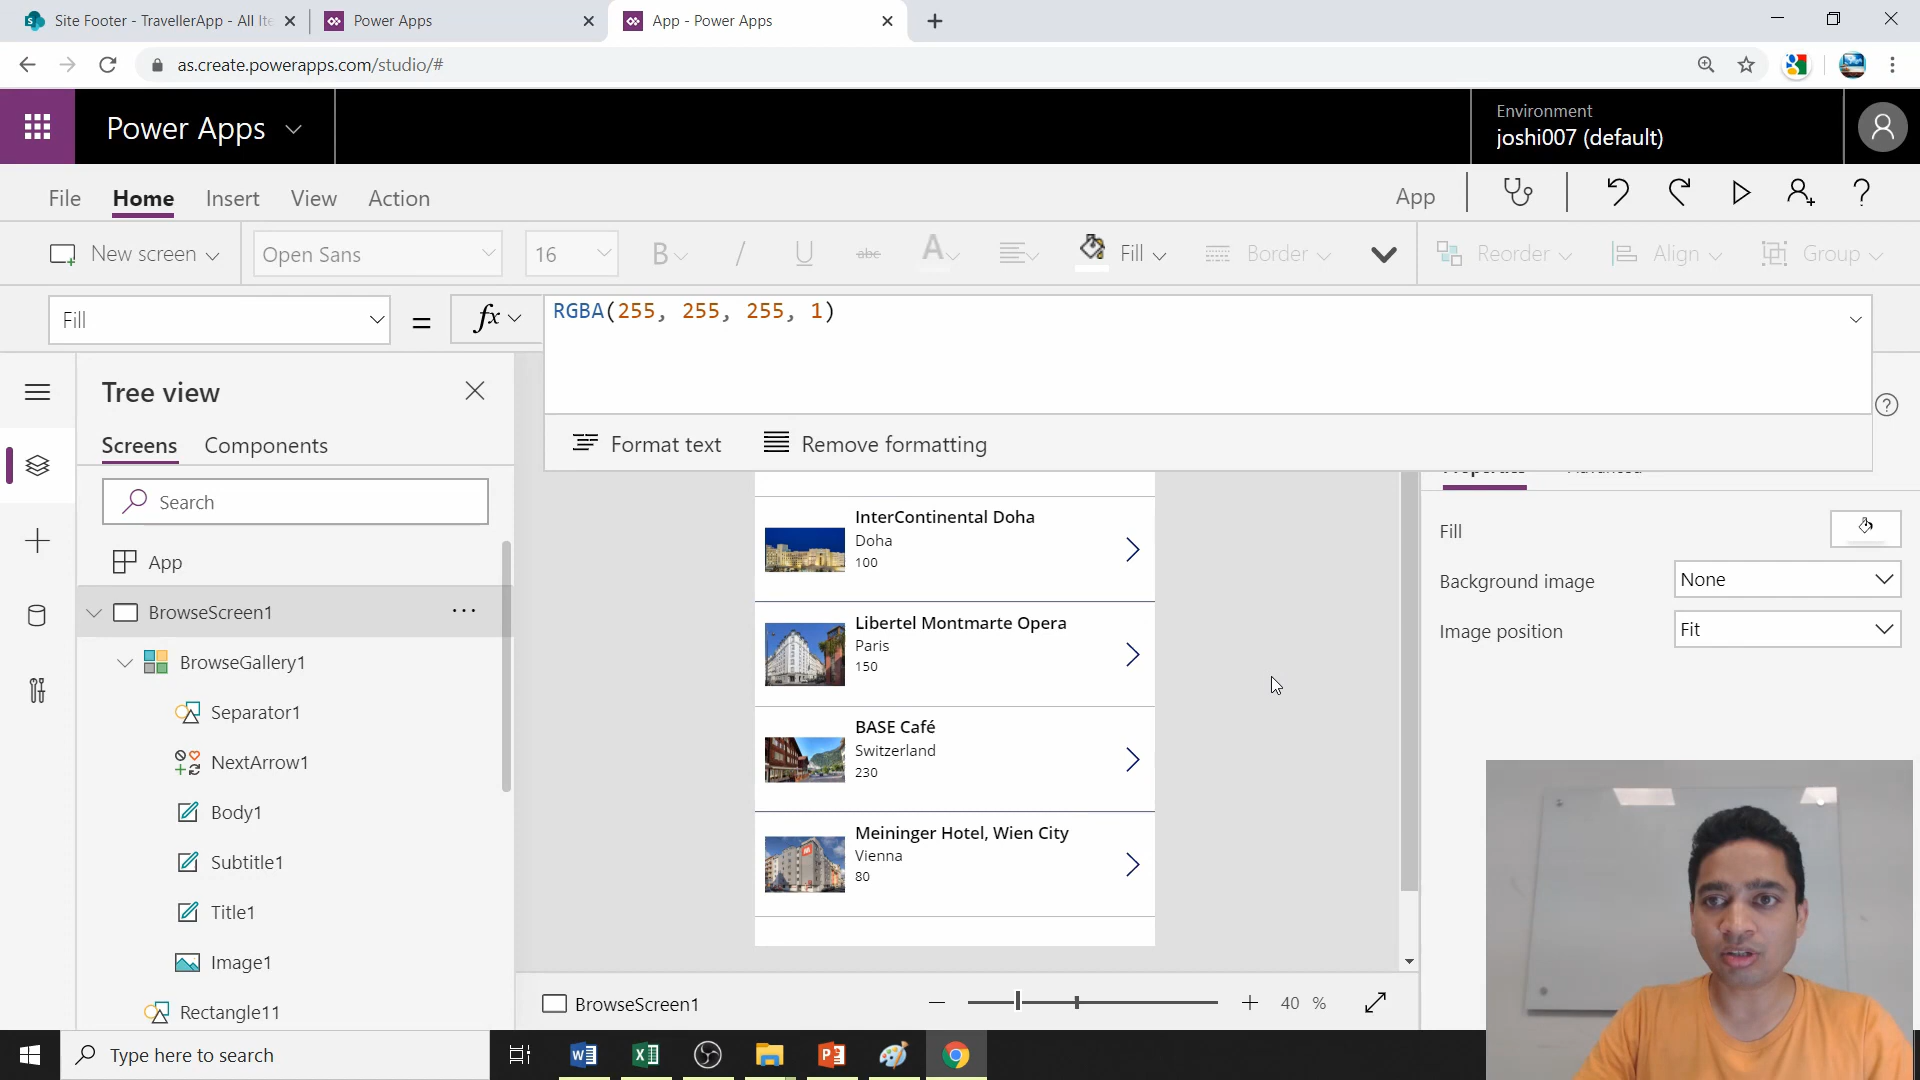 Site Footer - TravellerApp - All Ite
Power Apps
App - Power Apps
as.create.powerapps.com/studio/#
Power Apps
Environment
joshi007 (default)
File
Home
Insert
View
Action
App
New screen
Open Sans
16
B
/
U
abc
A
Fill
Border
Reorder
Align
Group
Fill
=
fx
RGBA(255, 255, 255, 1)
Format text
Remove formatting
Tree view
Screens
Components
Search
App
BrowseScreen1
BrowseGallery1
Separator1
NextArrow1
Body1
Subtitle1
Title1
Image1
Rectangle11
InterContinental Doha
Doha
100
Libertel Montmarte Opera
Paris
150
BASE Café
Switzerland
230
Meininger Hotel, Wien City
Vienna
80
Properties
Advanced
Fill
Background image
None
Image position
Fit
BrowseScreen1
40 %
Type here to search